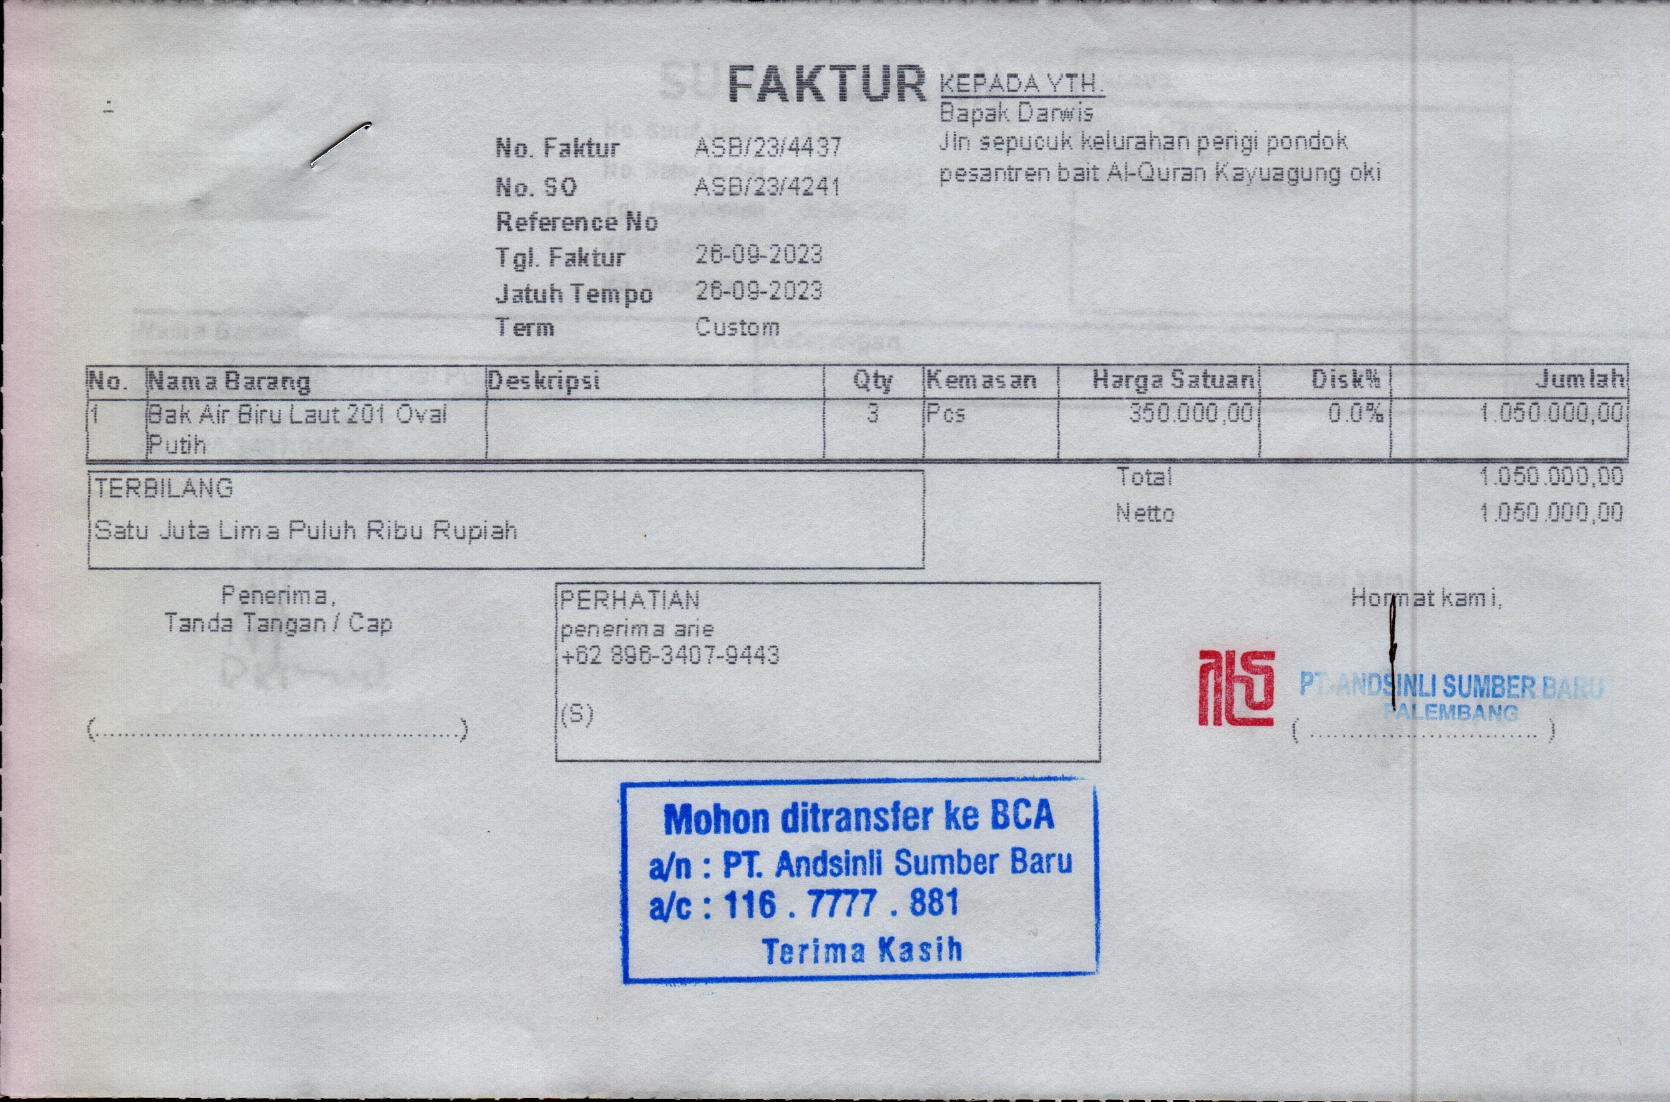 FAKTUR
No. Faktur ASB/23/4437
No. SO ASB/23/4241
Reference No
Tgl. Faktur 26-09-2023
Jatuh Tempo 26-09-2023
Term Custom
KEPADA YTH.
Bapak Darwis
Jln sepucuk kelurahan perigi pondok
pesantren bait Al-Quran Kayuagung oki
No. Nama Barang Deskripsi Qty Kemasan Harga Satuan Disk% Jumlah
1 Bak Air Biru Laut 201 Oval 3 Pcs 350.000,00 0.0% 1.050.000,00
Putih
Total 1.050.000,00
Netto 1.050.000,00
TERBILANG
Satu Juta Lima Puluh Ribu Rupiah
Penerima,
Tanda Tangan / Cap
(..............................................)
PERHATIAN
penerima arie
+62 896-3407-9443
(S)
Hormat kami,
PT. ANDSINLI SUMBER BARU
PALEMBANG
( ............................. )
Mohon ditransfer ke BCA
a/n : PT. Andsinli Sumber Baru
a/c : 116 . 7777 . 881
Terima Kasih